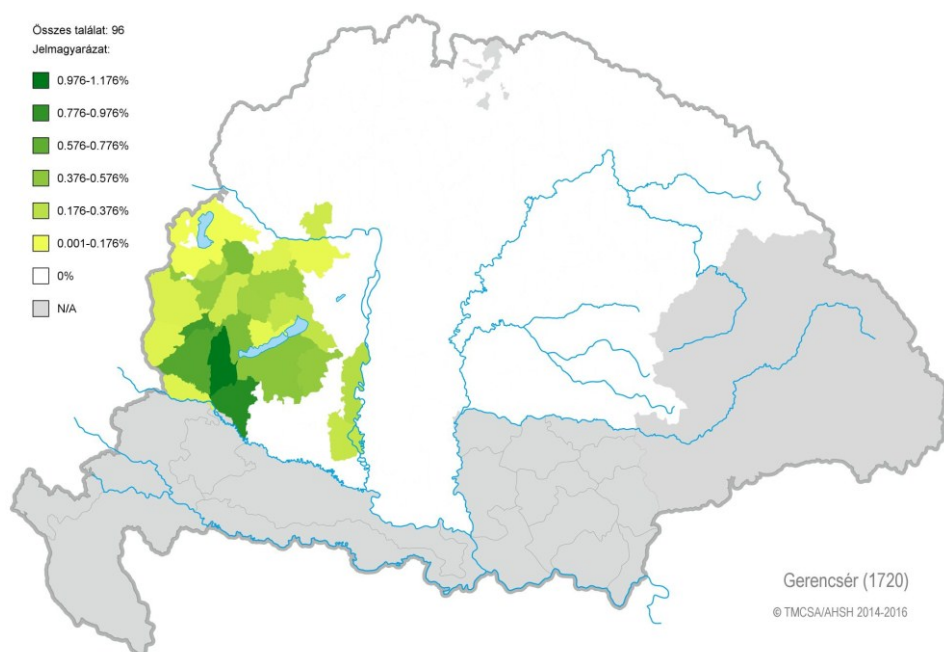 Összes találat: 96
Jelmagyarázat:
0.976-1.176%
0.776-0.976%
0.576-0.776%
0.376-0.576%
0.176-0.376%
0.001-0.176%
0%
N/A
Gerencsér (1720)
© TMCSA/AHSH 2014-2016